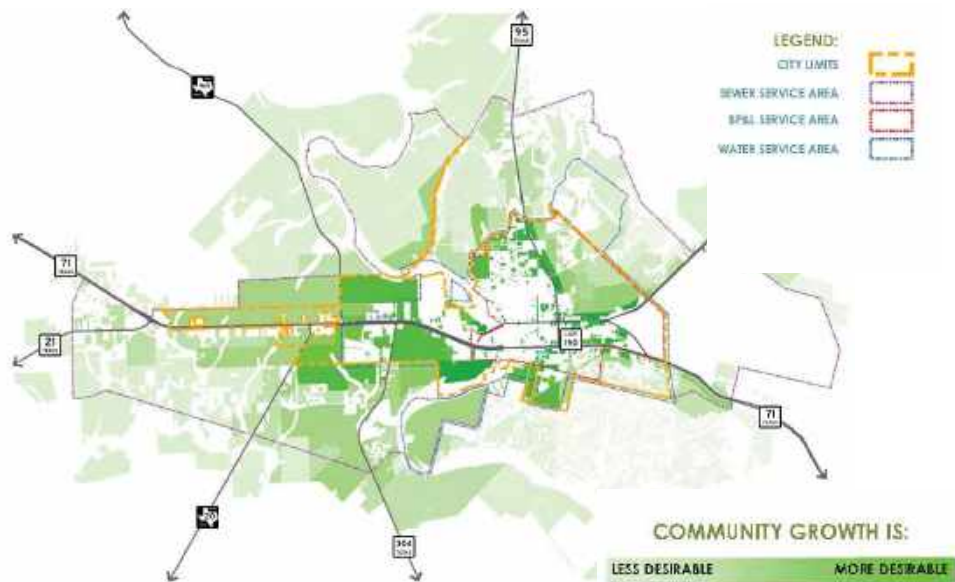 95
LEGEND:
CITY LIMITS
SEWER SERVICE AREA
BP&L SERVICE AREA
WATER SERVICE AREA
71
21
LOOP
150
71
304
COMMUNITY GROWTH IS:
LESS DESIRABLE
MORE DESIRABLE